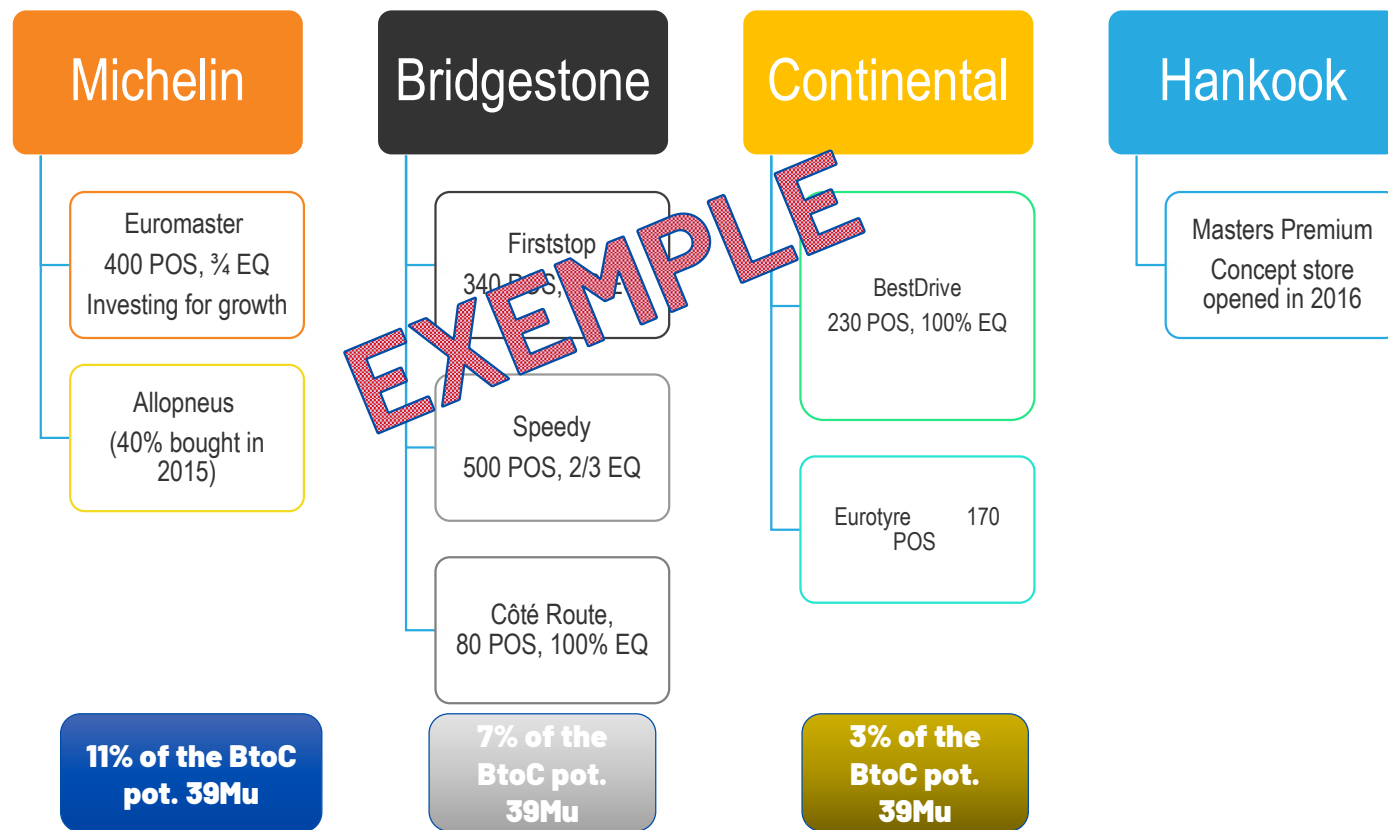 Michelin
Euromaster
400 POS, ¾ EQ
Investing for growth
Allopneus
(40% bought in
2015)
11% of the BtoC
pot. 39Mu
Bridgestone
Firststop
340 POS,
Speedy
500 POS, 2/3 EQ
Côté Route,
80 POS, 100% EQ
7% of the
BtoC pot.
39Mu
Continental
BestDrive
230 POS, 100% EQ
Eurotyre 170
POS
3% of the
BtoC pot.
39Mu
Hankook
Masters Premium
Concept store
opened in 2016
EXEMPLE